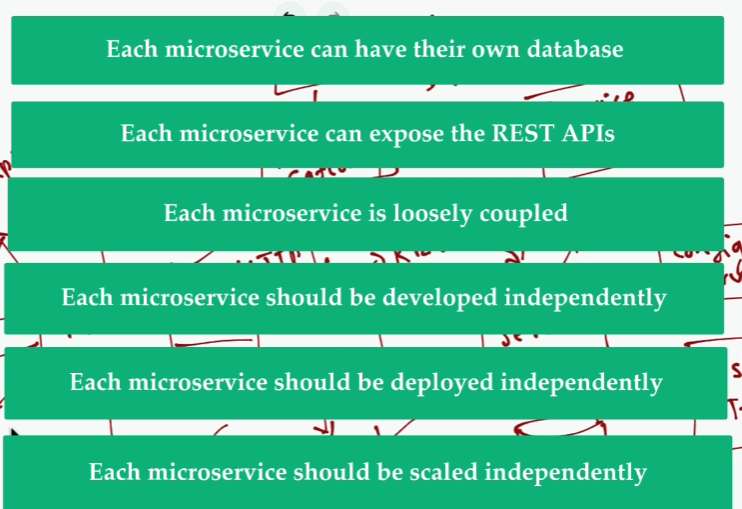 Each microservice can have their own database
Each microservice can expose the REST APIs
Each microservice is loosely coupled
Each microservice should be developed independently
Each microservice should be deployed independently
Each microservice should be scaled independently